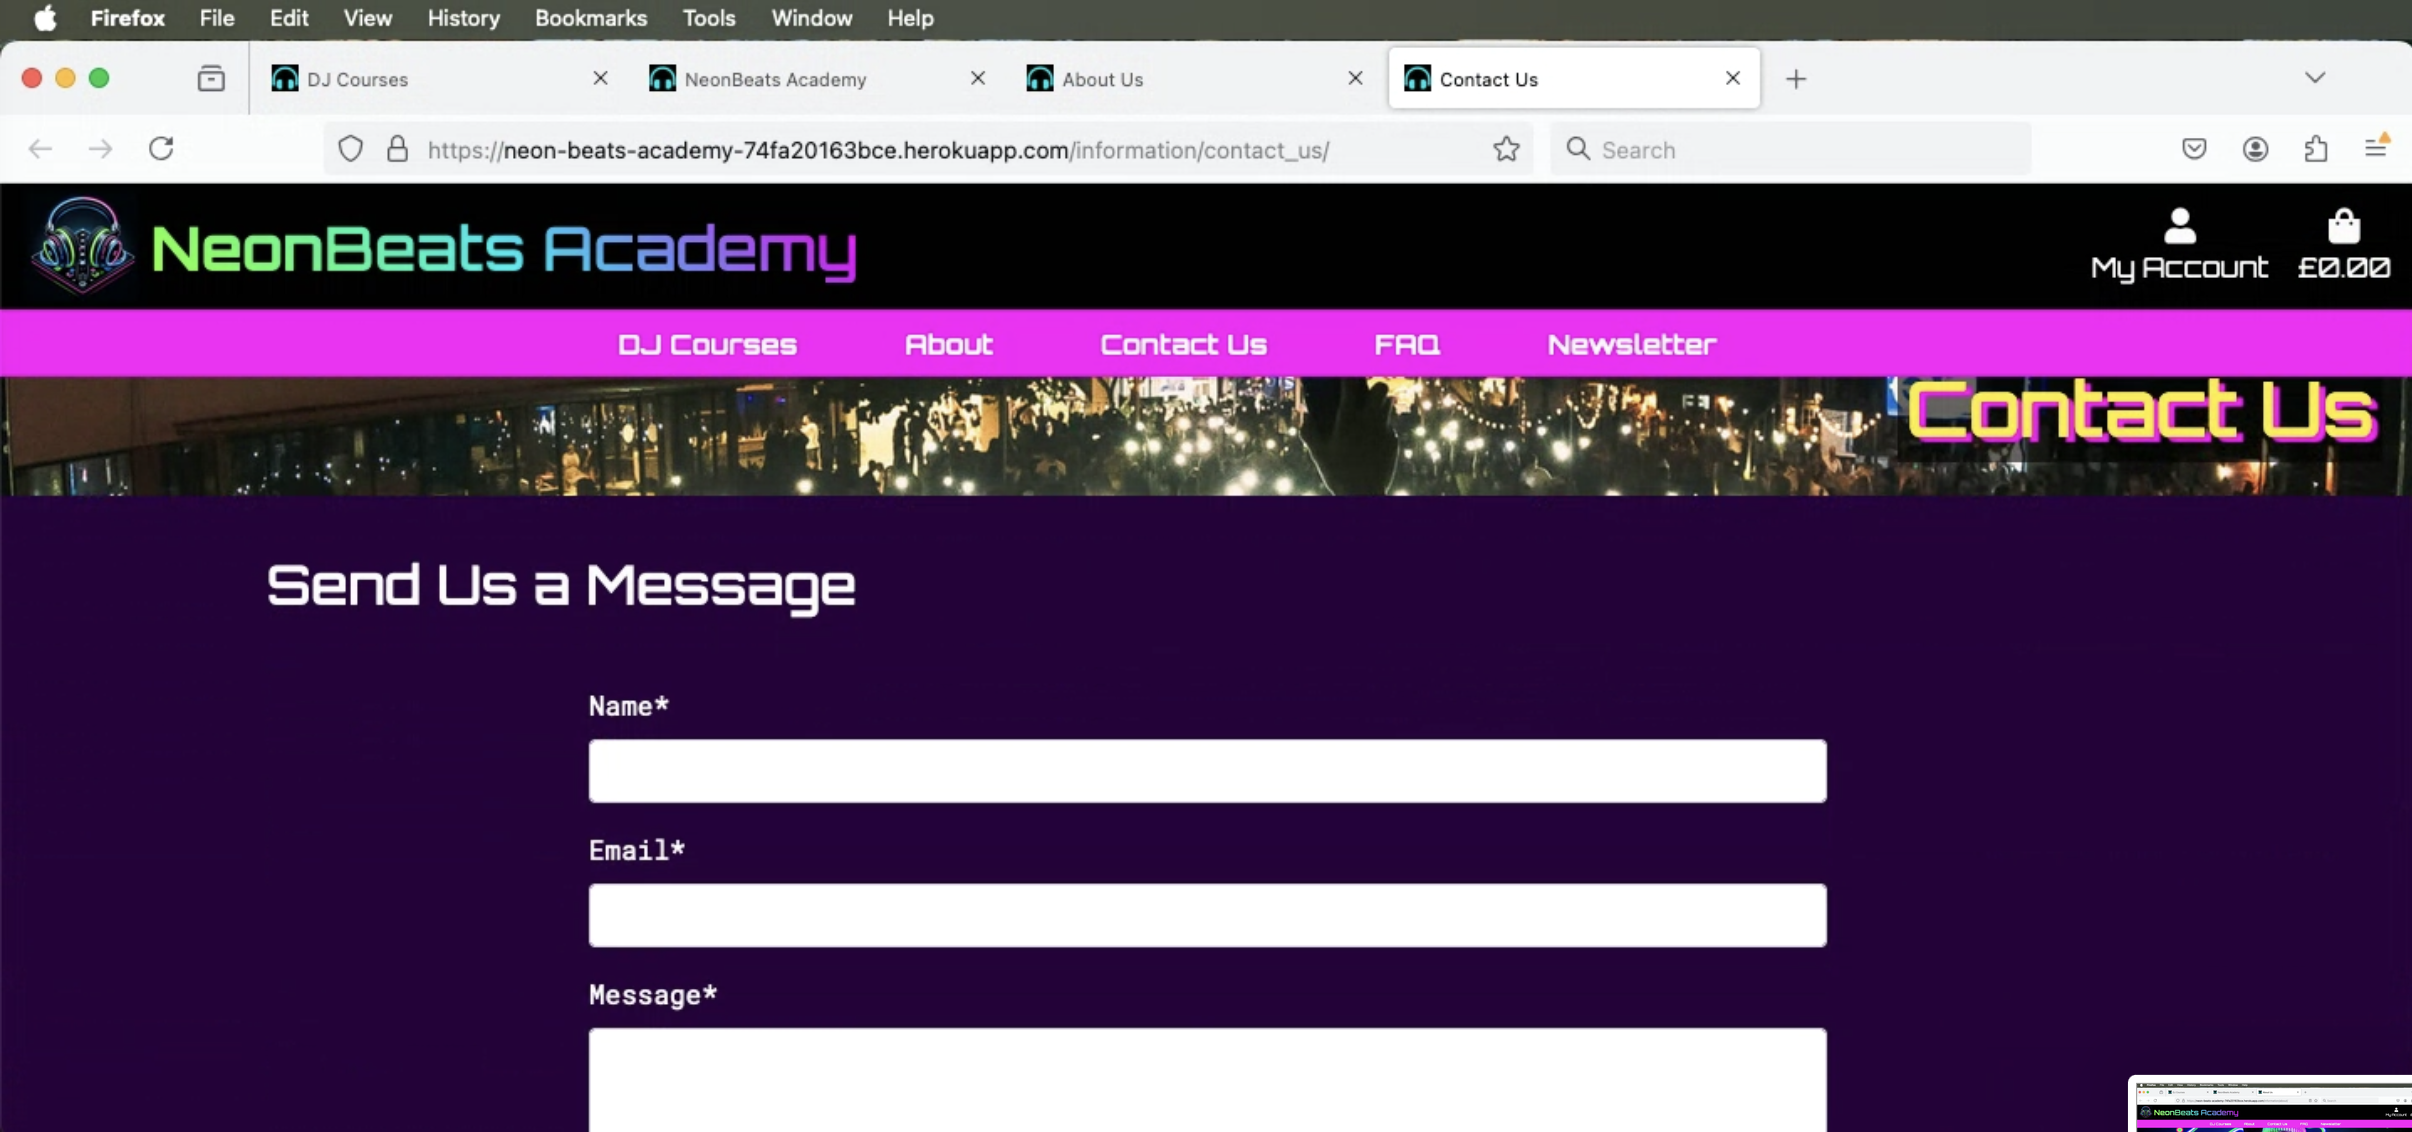 Firefox File Edit View History Bookmarks Tools Window Help
DJ Courses NeonBeats Academy About Us Contact Us
https://neon-beats-academy-74fa20163bce.herokuapp.com/information/contact_us/ Search
NeonBeats Academy
My Account £0.00
DJ Courses About Contact Us FAQ Newsletter
Contact Us
Send Us a Message
Name*
Email*
Message*
NeonBeats Academy